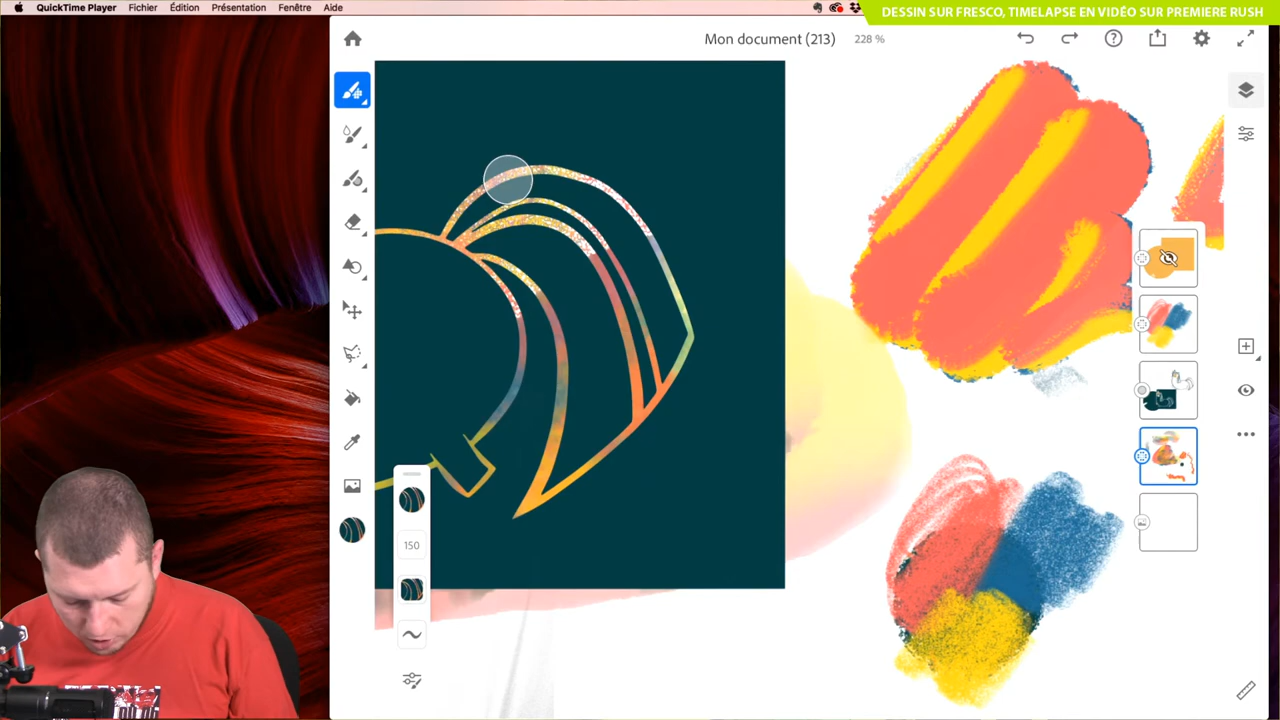 QuickTime Player Fichier Édition Présentation Fenêtre Aide
DESSIN SUR FRESCO, TIMELAPSE EN VIDÉO SUR PREMIERE RUSH
Mon document (213) 228 %
150